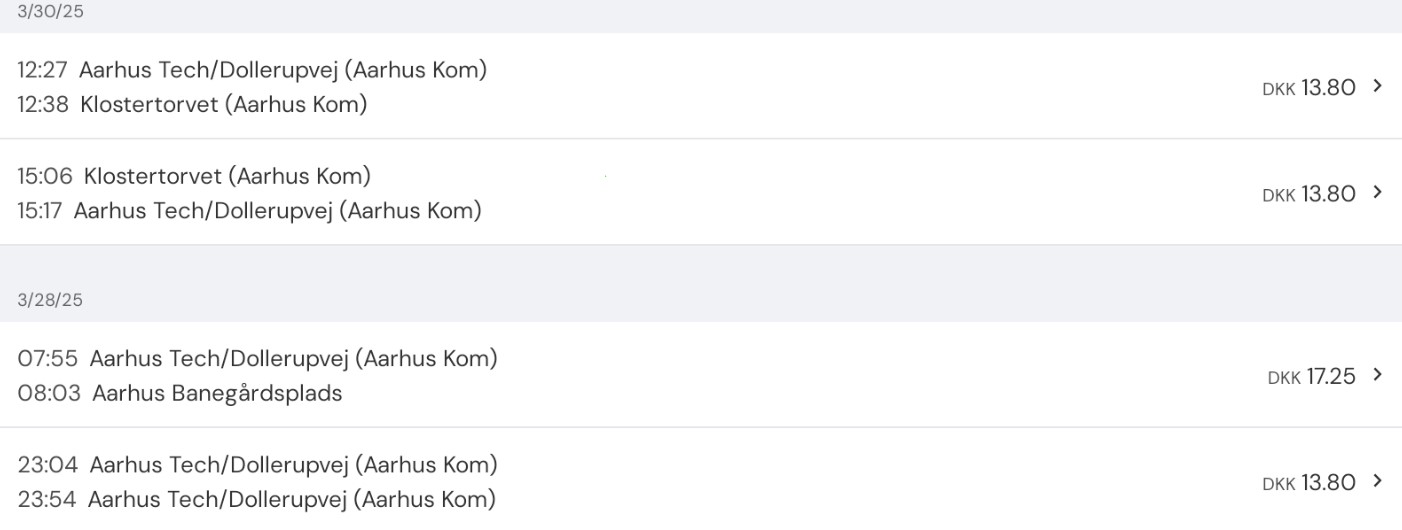 3/30/25
12:27 Aarhus Tech/Dollerupvej (Aarhus Kom)
12:38 Klostertorvet (Aarhus Kom)
DKK 13.80
15:06 Klostertorvet (Aarhus Kom)
15:17 Aarhus Tech/Dollerupvej (Aarhus Kom)
DKK 13.80
3/28/25
07:55 Aarhus Tech/Dollerupvej (Aarhus Kom)
08:03 Aarhus Banegårdsplads
DKK 17.25
23:04 Aarhus Tech/Dollerupvej (Aarhus Kom)
23:54 Aarhus Tech/Dollerupvej (Aarhus Kom)
DKK 13.80